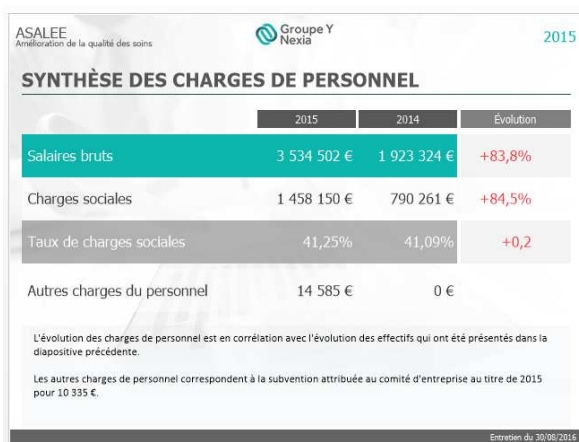 ASALEE
Amélioration de la qualité des soins
Groupe Y
Nexia
2015
SYNTHÈSE DES CHARGES DE PERSONNEL
2015 2014 Évolution
Salaires bruts 3 534 502 € 1 923 324 € +83,8%
Charges sociales 1 458 150 € 790 261 € +84,5%
Taux de charges sociales 41,25% 41,09% +0,2
Autres charges du personnel 14 585 € 0 €
L'évolution des charges de personnel est en corrélation avec l'évolution des effectifs qui ont été présentés dans la
diapositive précédente.
Les autres charges de personnel correspondent à la subvention attribuée au comité d'entreprise au titre de 2015
pour 10 335 €.
Entretien du 30/08/2016